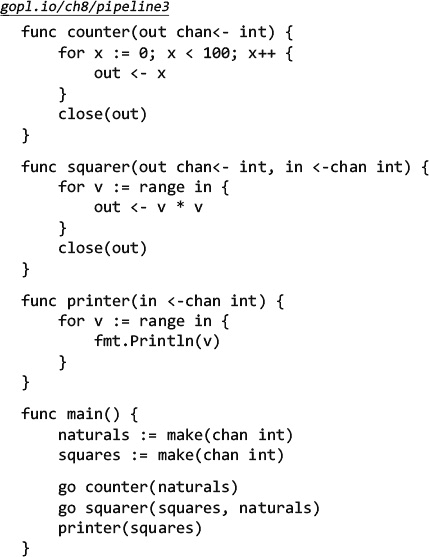 gopl.io/ch8/pipeline3
func counter(out chan<- int) {
    for x := 0; x < 100; x++ {
        out <- x
    }
    close(out)
}
func squarer(out chan<- int, in <-chan int) {
    for v := range in {
        out <- v * v
    }
    close(out)
}
func printer(in <-chan int) {
    for v := range in {
        fmt.Println(v)
    }
}
func main() {
    naturals := make(chan int)
    squares := make(chan int)
    go counter(naturals)
    go squarer(squares, naturals)
    printer(squares)
}